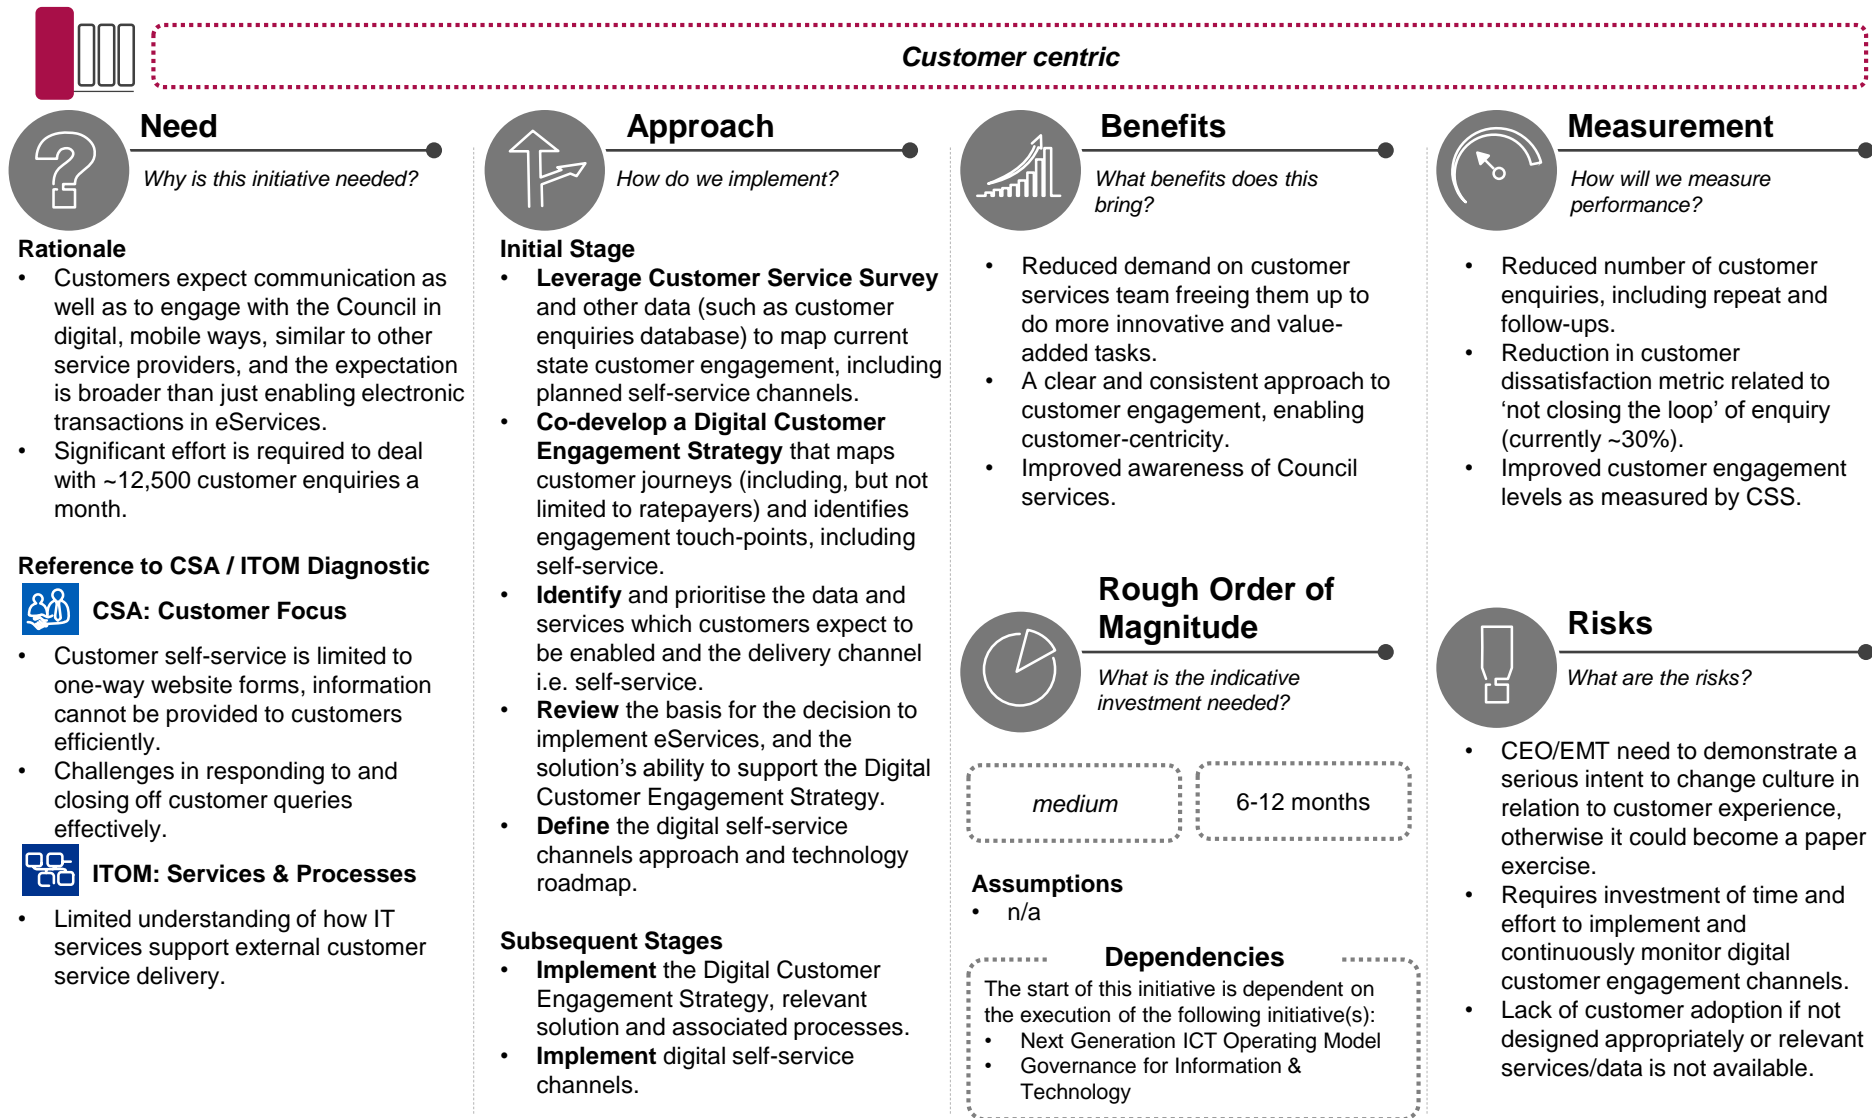 Customer centric
Need
Why is this initiative needed?
Rationale
• Customers expect communication as
well as to engage with the Council in
digital, mobile ways, similar to other
service providers, and the expectation
is broader than just enabling electronic
transactions in eServices.
• Significant effort is required to deal
with ~12,500 customer enquiries a
month.
Reference to CSA / ITOM Diagnostic
CSA: Customer Focus
• Customer self-service is limited to
one-way website forms, information
cannot be provided to customers
efficiently.
• Challenges in responding to and
closing off customer queries
effectively.
ITOM: Services & Processes
• Limited understanding of how IT
services support external customer
service delivery.
Approach
How do we implement?
Initial Stage
• Leverage Customer Service Survey
and other data (such as customer
enquiries database) to map current
state customer engagement, including
planned self-service channels.
• Co-develop a Digital Customer
Engagement Strategy that maps
customer journeys (including, but not
limited to ratepayers) and identifies
engagement touch-points, including
self-service.
• Identify and prioritise the data and
services which customers expect to
be enabled and the delivery channel
i.e. self-service.
• Review the basis for the decision to
implement eServices, and the
solution’s ability to support the Digital
Customer Engagement Strategy.
• Define the digital self-service
channels approach and technology
roadmap.
Subsequent Stages
• Implement the Digital Customer
Engagement Strategy, relevant
solution and associated processes.
• Implement digital self-service
channels.
Benefits
What benefits does this
bring?
• Reduced demand on customer
services team freeing them up to
do more innovative and value-
added tasks.
• A clear and consistent approach to
customer engagement, enabling
customer-centricity.
• Improved awareness of Council
services.
Rough Order of
Magnitude
What is the indicative
investment needed?
medium
6-12 months
Assumptions
• n/a
Dependencies
The start of this initiative is dependent on
the execution of the following initiative(s):
• Next Generation ICT Operating Model
• Governance for Information &
Technology
Measurement
How will we measure
performance?
• Reduced number of customer
enquiries, including repeat and
follow-ups.
• Reduction in customer
dissatisfaction metric related to
‘not closing the loop’ of enquiry
(currently ~30%).
• Improved customer engagement
levels as measured by CSS.
Risks
What are the risks?
• CEO/EMT need to demonstrate a
serious intent to change culture in
relation to customer experience,
otherwise it could become a paper
exercise.
• Requires investment of time and
effort to implement and
continuously monitor digital
customer engagement channels.
• Lack of customer adoption if not
designed appropriately or relevant
services/data is not available.